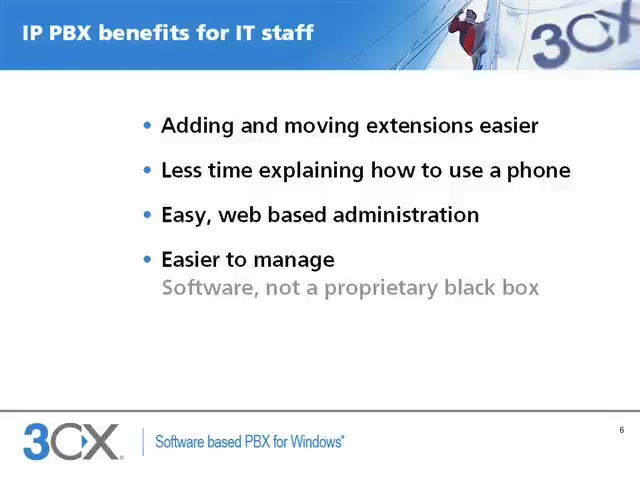 IP PBX benefits for IT staff
3CX
• Adding and moving extensions easier
• Less time explaining how to use a phone
• Easy, web based administration
• Easier to manage
Software, not a proprietary black box
3CX®
Software based PBX for Windows®
6